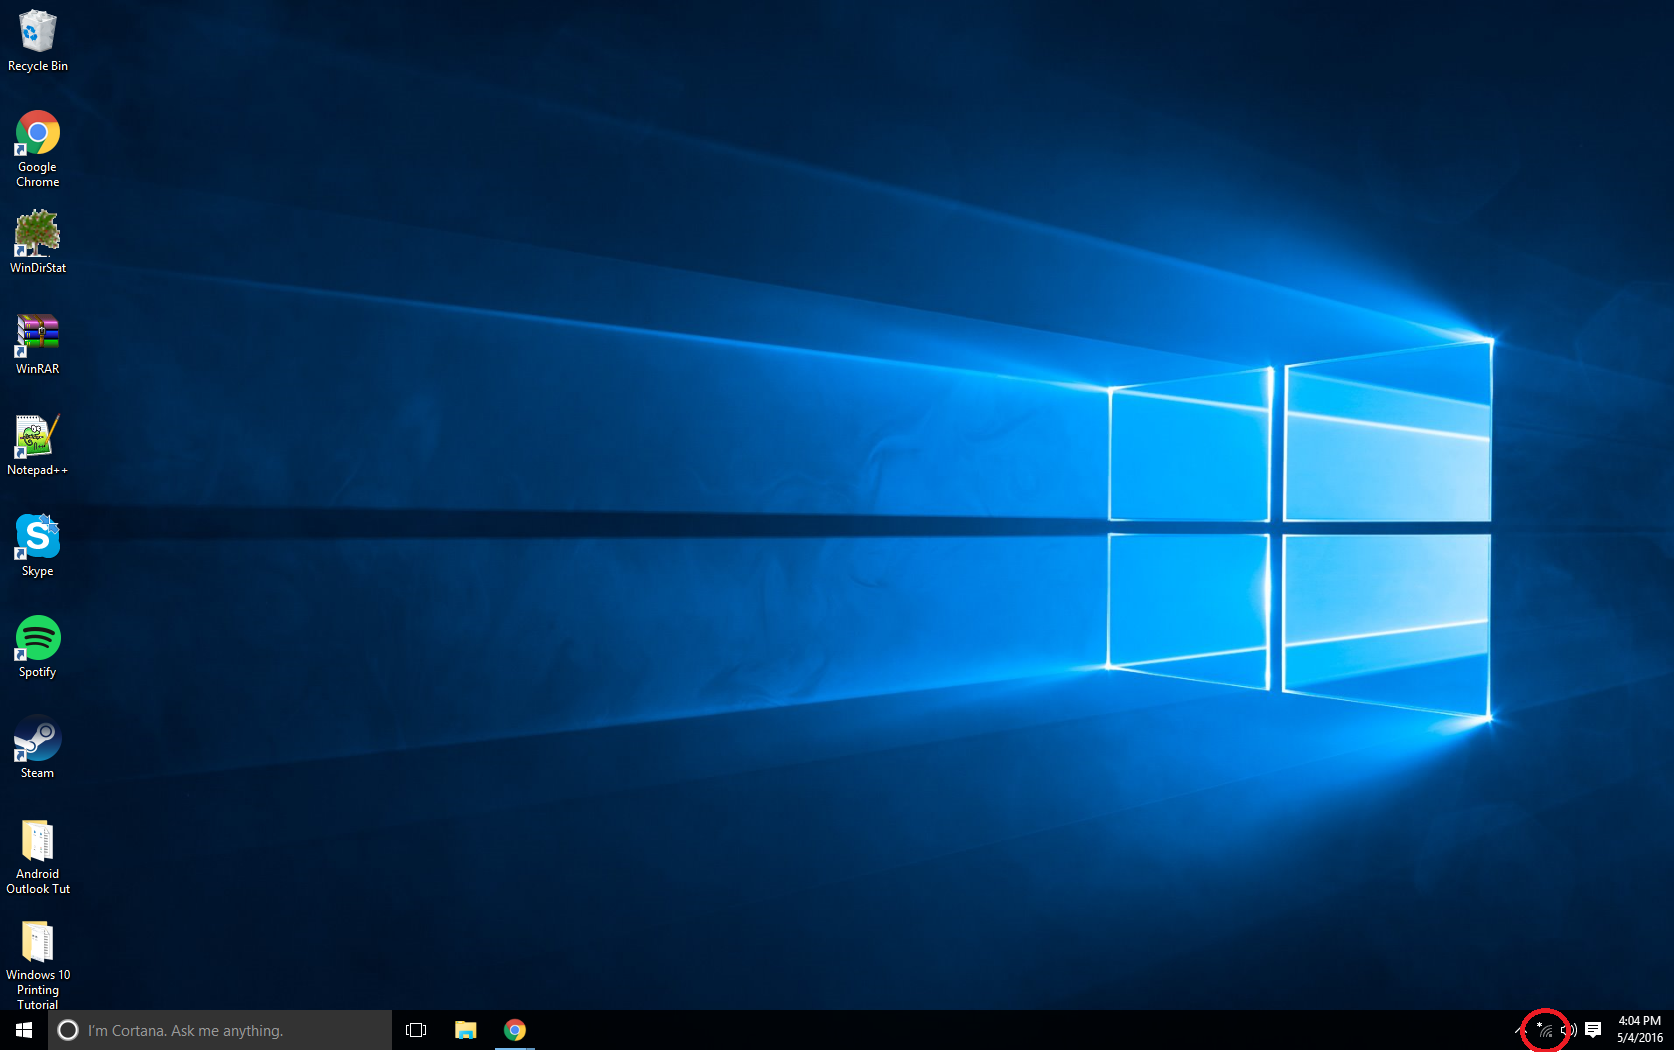 Recycle Bin
Google
Chrome
WinDirStat
WinRAR
Notepad++
S
Skype
Spotify
Steam
Android
Outlook Tut
Windows 10
Printing
Tutorial
I'm Cortana. Ask me anything.
4:04 PM
5/4/2016